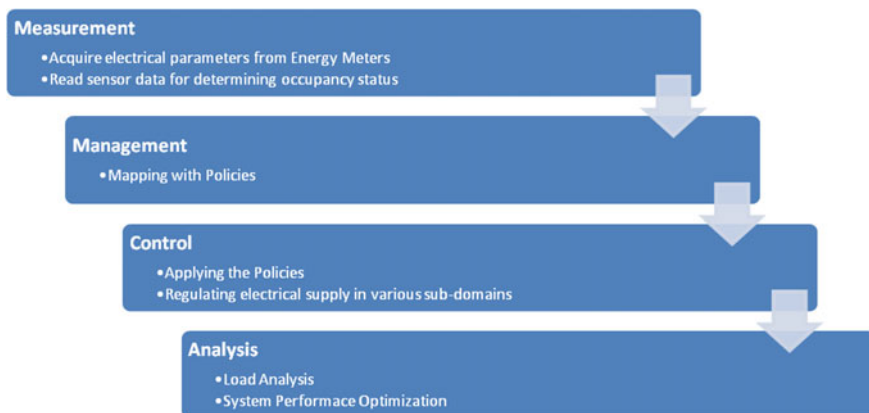 Measurement
•Acquire electrical parameters from Energy Meters
•Read sensor data for determining occupancy status
Management
•Mapping with Policies
Control
•Applying the Policies
•Regulating electrical supply in various sub-domains
Analysis
•Load Analysis
•System Performace Optimization